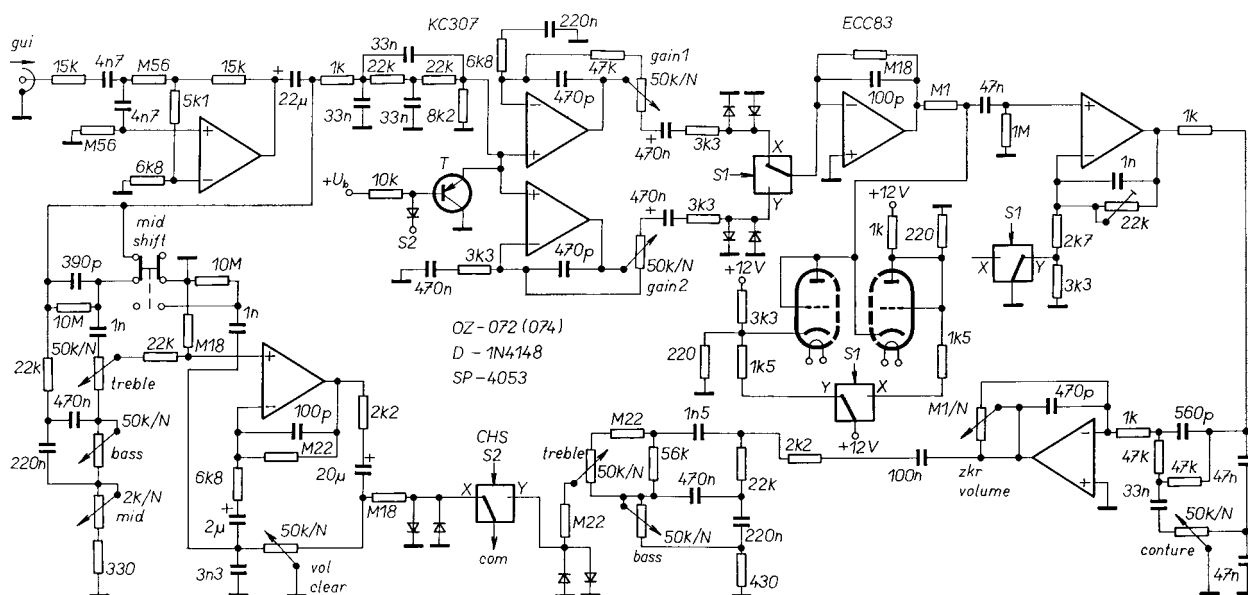 gui
15k
4n7
M56
15k
+
22μ
1k
33n
22k
22k
KC307
220n
6k8
47k
gain1
50k/N
470p
ECC83
M18
100p
M1
47n
1M
1k
5k1
4n7
M56
6k8
33n
33n
8k2
470n
3k3
X
S1
Y
+Ub
10k
S2
T
470n
3k3
470p
50k/N
gain2
3k3
470n
+12V
1k
220
1n
22k
2k7
3k3
S1
X
Y
mid
shift
390p
10M
10M
1n
1n
50k/N
treble
22k
M18
22k
470n
50k/N
bass
220n
2k/N
mid
330
OZ-072 (074)
D - 1N4148
SP-4053
+12V
3k3
220
1k5
S1
Y
X
+12V
1k5
100p
M22
2k2
20μ
6k8
2μ
3n3
50k/N
vol
clear
M18
CHS
S2
X
Y
com
M22
treble
50k/N
M22
56k
1n5
470n
50k/N
bass
22k
220n
430
2k2
100n
M1/N
zkr
volume
470p
1k
560p
47k
47k
33n
47n
50k/N
conture
47n